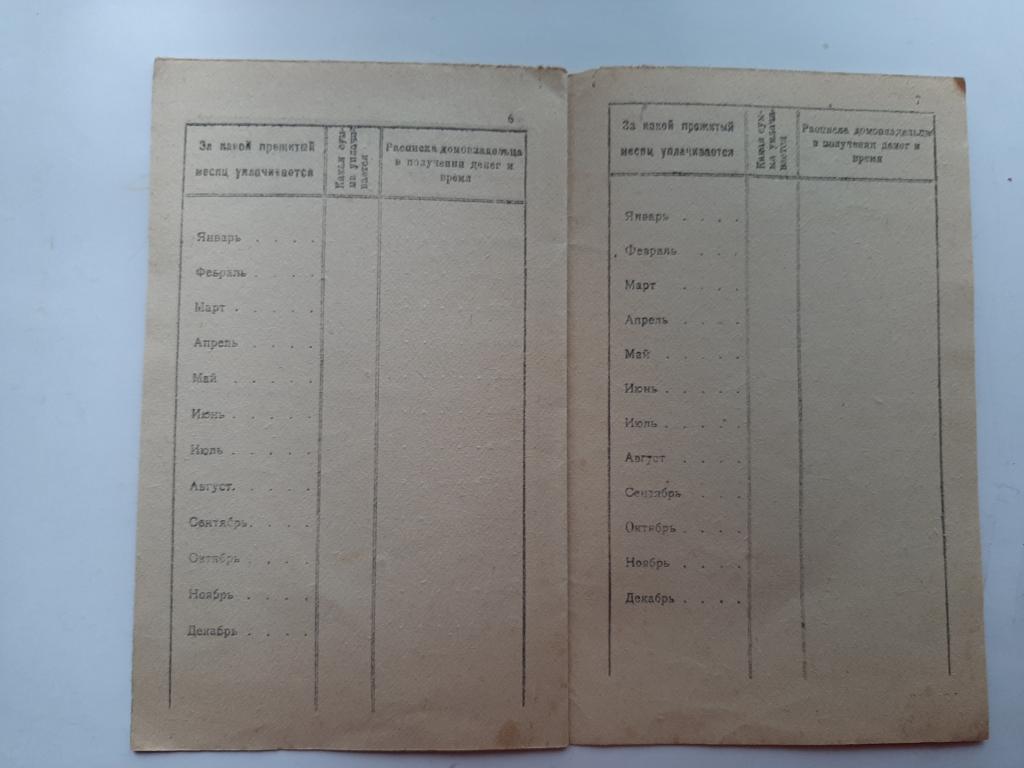 6
За какой прожитый
месяц уплачивается
Какая сум-
ма уплачи-
вается
Расписка домовладельца
в получении денег и
время
Январь . . . .
Февраль . . . .
Март . . . . .
Апрель . . . .
Май . . . . .
Июнь . . . . .
Июль . . . . .
Август. . . . .
Сентябрь. . . .
Октябрь . . . .
Ноябрь . . . .
Декабрь . . . .
7
За какой прожитый
месяц уплачивается
Какая сум-
ма уплачи-
вается
Расписка домовладельца
в получении денег и
время
Январь . . . .
Февраль . . .
Март . . . .
Апрель . . . .
Май . . . .
Июнь . . . .
Июль . . . .
Август . . . .
Сентябрь . . .
Октябрь . . . .
Ноябрь . . . .
Декабрь . . . .